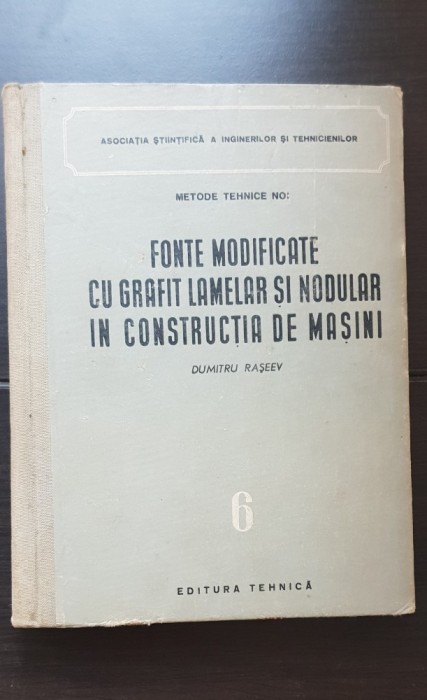 ASOCIAȚIA ȘTIINȚIFICĂ A INGINERILOR ȘI TEHNICIENILOR
METODE TEHNICE NO:
FONTE MODIFICATE
CU GRAFIT LAMELAR ȘI NODULAR
IN CONSTRUCȚIA DE MAȘINI
DUMITRU RAȘEEV
6
EDITURA TEHNICĂ